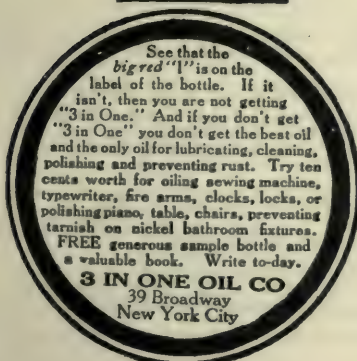 See that the
big red "1" is on the
label of the bottle. If it
isn't, then you are not getting
"3 in One." And if you don't get
"3 in One" you don't get the best oil
and the only oil for lubricating, cleaning,
polishing and preventing rust. Try ten
cents worth for oiling sewing machine,
typewriter, fire arms, clocks, locks, or
polishing piano, table, chairs, preventing
tarnish on nickel bathroom fixtures.
FREE generous sample bottle and
a valuable book. Write to-day.
3 IN ONE OIL CO
39 Broadway
New York City